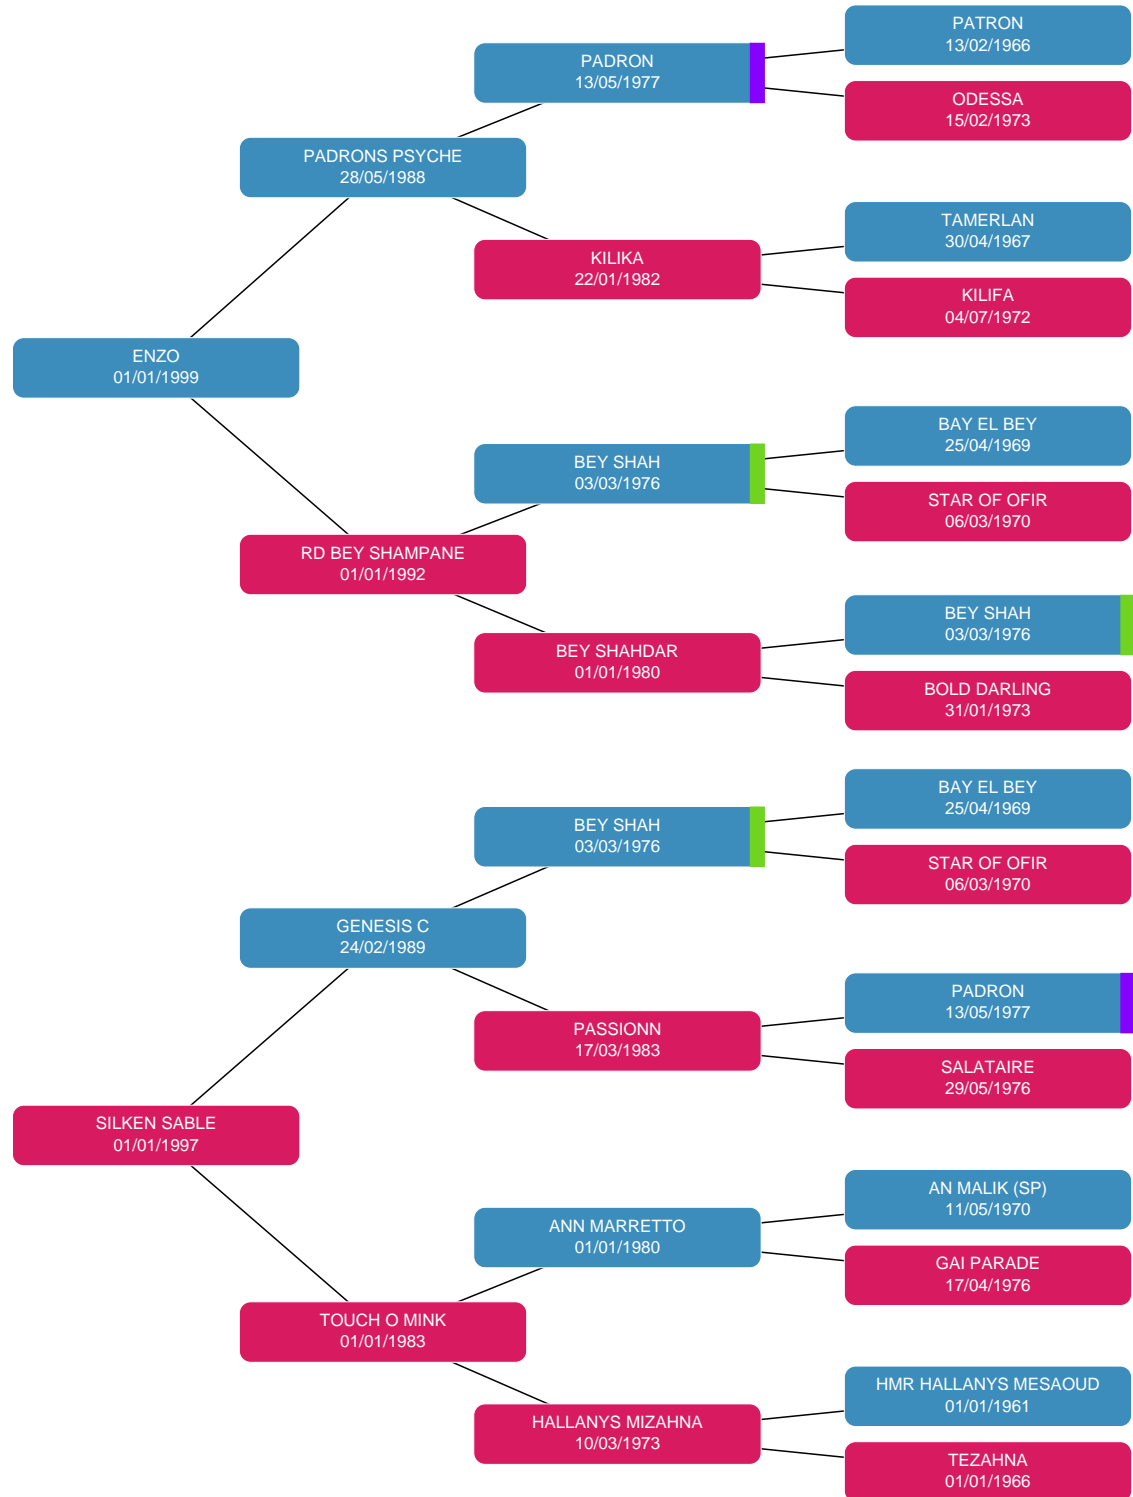 PATRON
13/02/1966
PADRON
13/05/1977
ODESSA
15/02/1973
PADRONS PSYCHE
28/05/1988
TAMERLAN
30/04/1967
KILIKA
22/01/1982
KILIFA
04/07/1972
ENZO
01/01/1999
BAY EL BEY
25/04/1969
BEY SHAH
03/03/1976
STAR OF OFIR
06/03/1970
RD BEY SHAMPANE
01/01/1992
BEY SHAH
03/03/1976
BEY SHAHDAR
01/01/1980
BOLD DARLING
31/01/1973
BAY EL BEY
25/04/1969
BEY SHAH
03/03/1976
STAR OF OFIR
06/03/1970
GENESIS C
24/02/1989
PADRON
13/05/1977
PASSIONN
17/03/1983
SALATAIRE
29/05/1976
SILKEN SABLE
01/01/1997
AN MALIK (SP)
11/05/1970
ANN MARRETTO
01/01/1980
GAI PARADE
17/04/1976
TOUCH O MINK
01/01/1983
HMR HALLANYS MESAOUD
01/01/1961
HALLANYS MIZAHNA
10/03/1973
TEZAHNA
01/01/1966